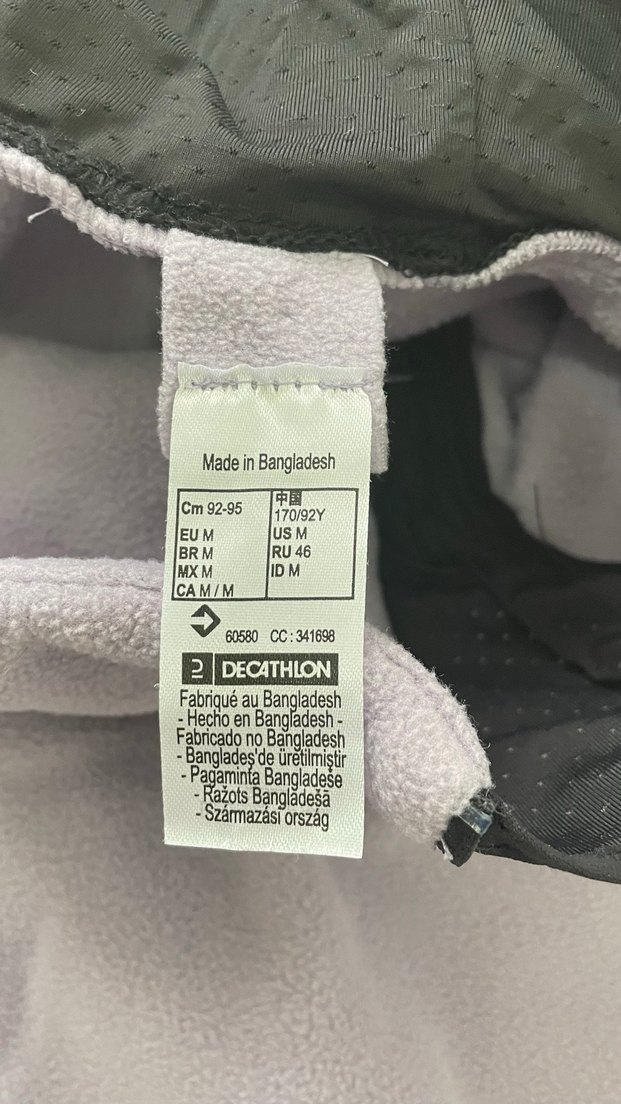 Made in Bangladesh
Cm 92-95
EU M
BR M
MX M
CA M / M
中国
170/92Y
US M
RU 46
ID M
60580 CC : 341698
DECATHLON
Fabriqué au Bangladesh
- Hecho en Bangladesh -
Fabricado no Bangladesh
- Bangladeş'de üretilmiştir
- Pagaminta Bangladeše
- Ražots Bangladešā
- Származási ország